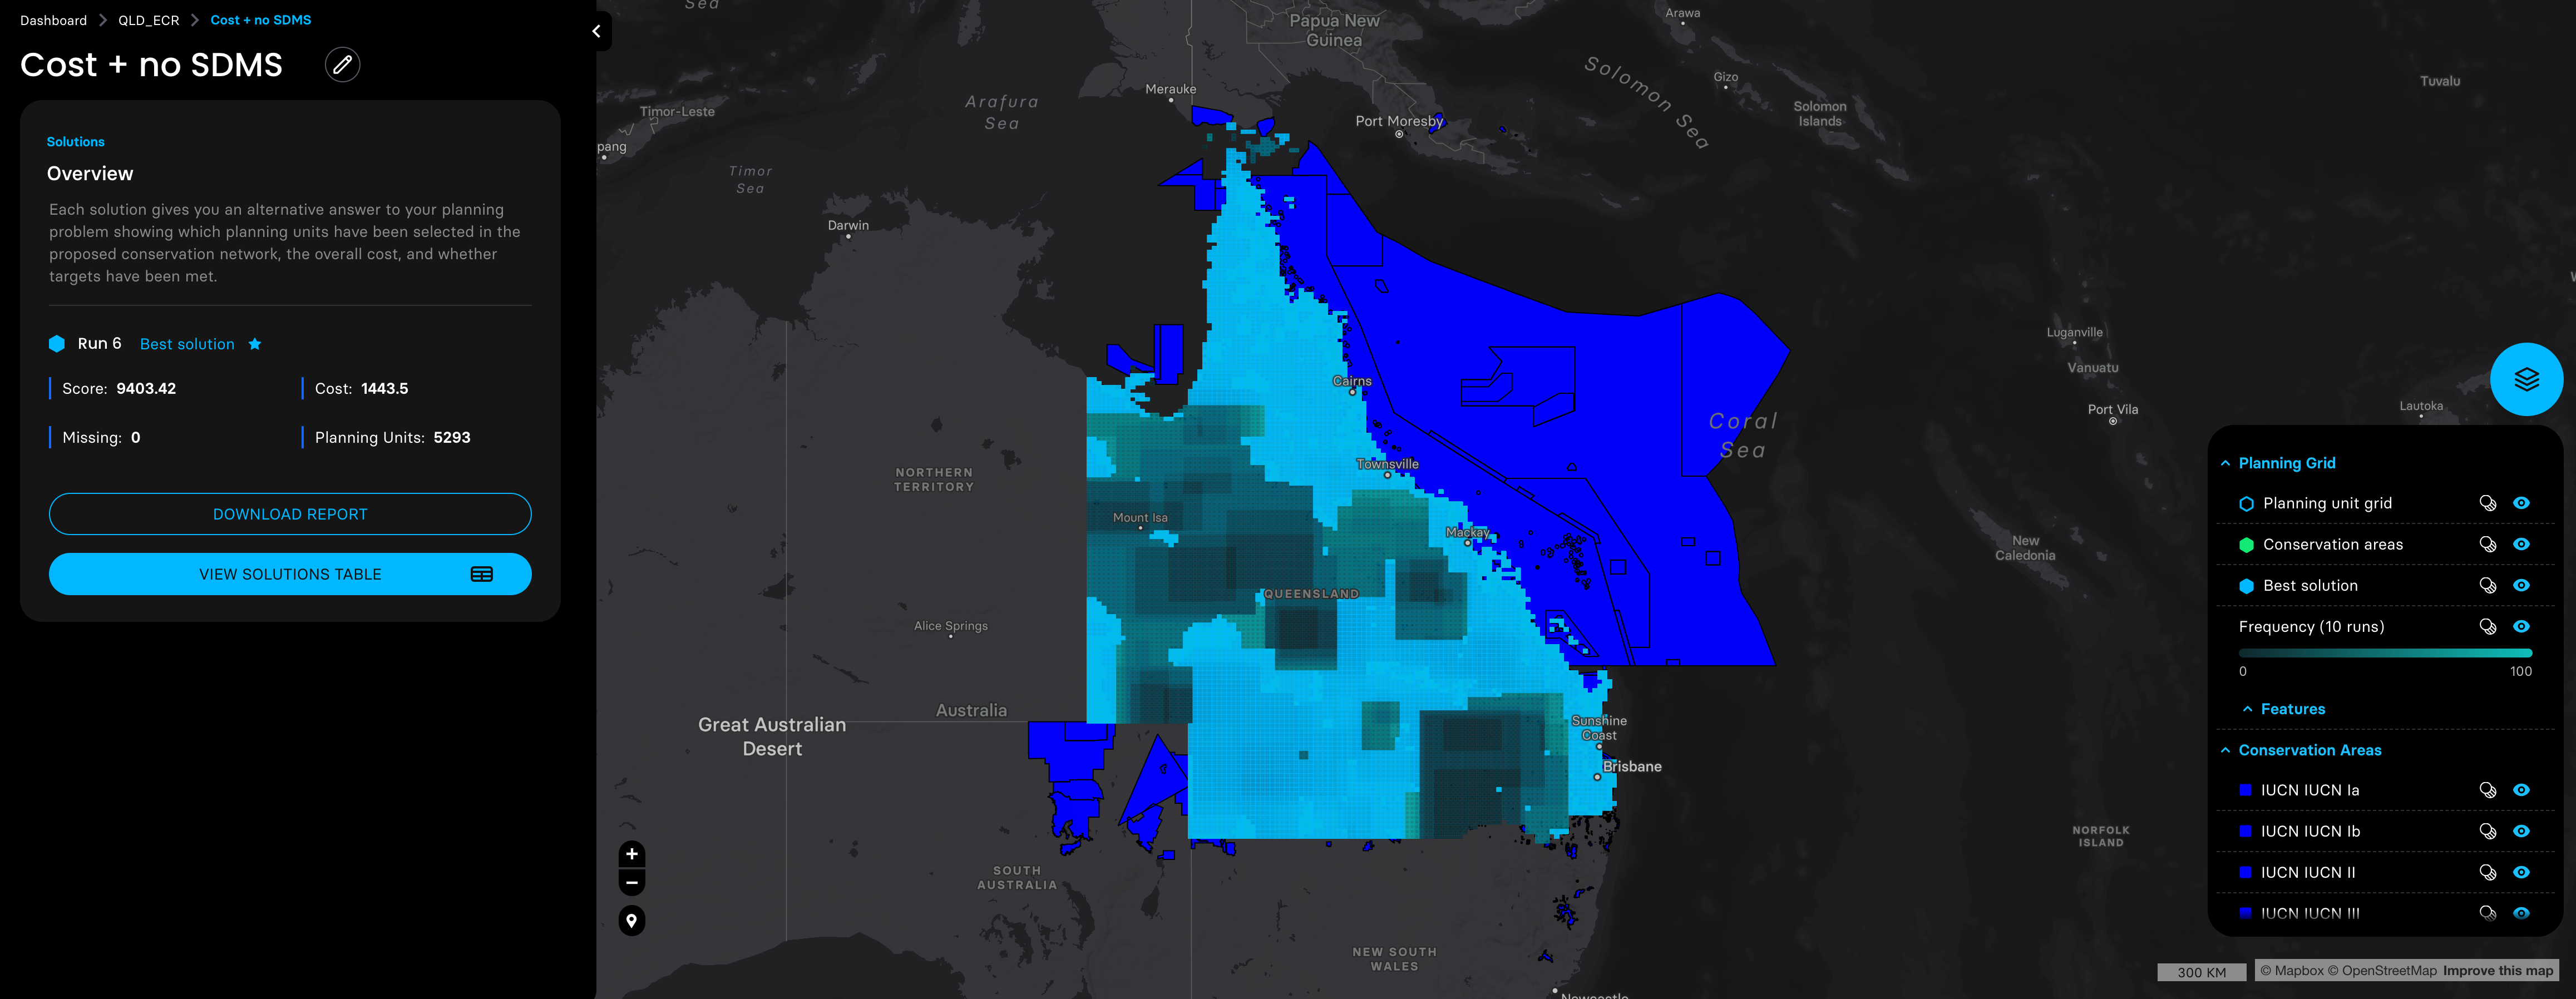 Dashboard > QLD_ECR > Cost + no SDMS
Cost + no SDMS
Solutions
Overview
Each solution gives you an alternative answer to your planning
problem showing which planning units have been selected in the
proposed conservation network, the overall cost, and whether
targets have been met.
Run 6 Best solution
Score: 9403.42 Cost: 1443.5
Missing: 0 Planning Units: 5293
DOWNLOAD REPORT
VIEW SOLUTIONS TABLE
Sea
Papua New
Guinea
Arawa
Merauke
Arafura
Sea
Solomon Sea
Gizo
Solomon
Islands
Tuvalu
Timor-Leste
pang
Port Moresby
Timor
Sea
Darwin
Luganville
Vanuatu
Cairns
Port Vila
Lautoka
Coral
Sea
Townsville
NORTHERN
TERRITORY
Mount Isa
Mackay
New
Caledonia
QUEENSLAND
Alice Springs
Australia
Great Australian
Desert
Sunshine
Coast
Brisbane
NORFOLK
ISLAND
SOUTH
AUSTRALIA
NEW SOUTH
WALES
Newcastle
Planning Grid
Planning unit grid
Conservation areas
Best solution
Frequency (10 runs)
0 100
Features
Conservation Areas
IUCN IUCN Ia
IUCN IUCN Ib
IUCN IUCN II
IUCN IUCN III
300 KM
© Mapbox © OpenStreetMap Improve this map